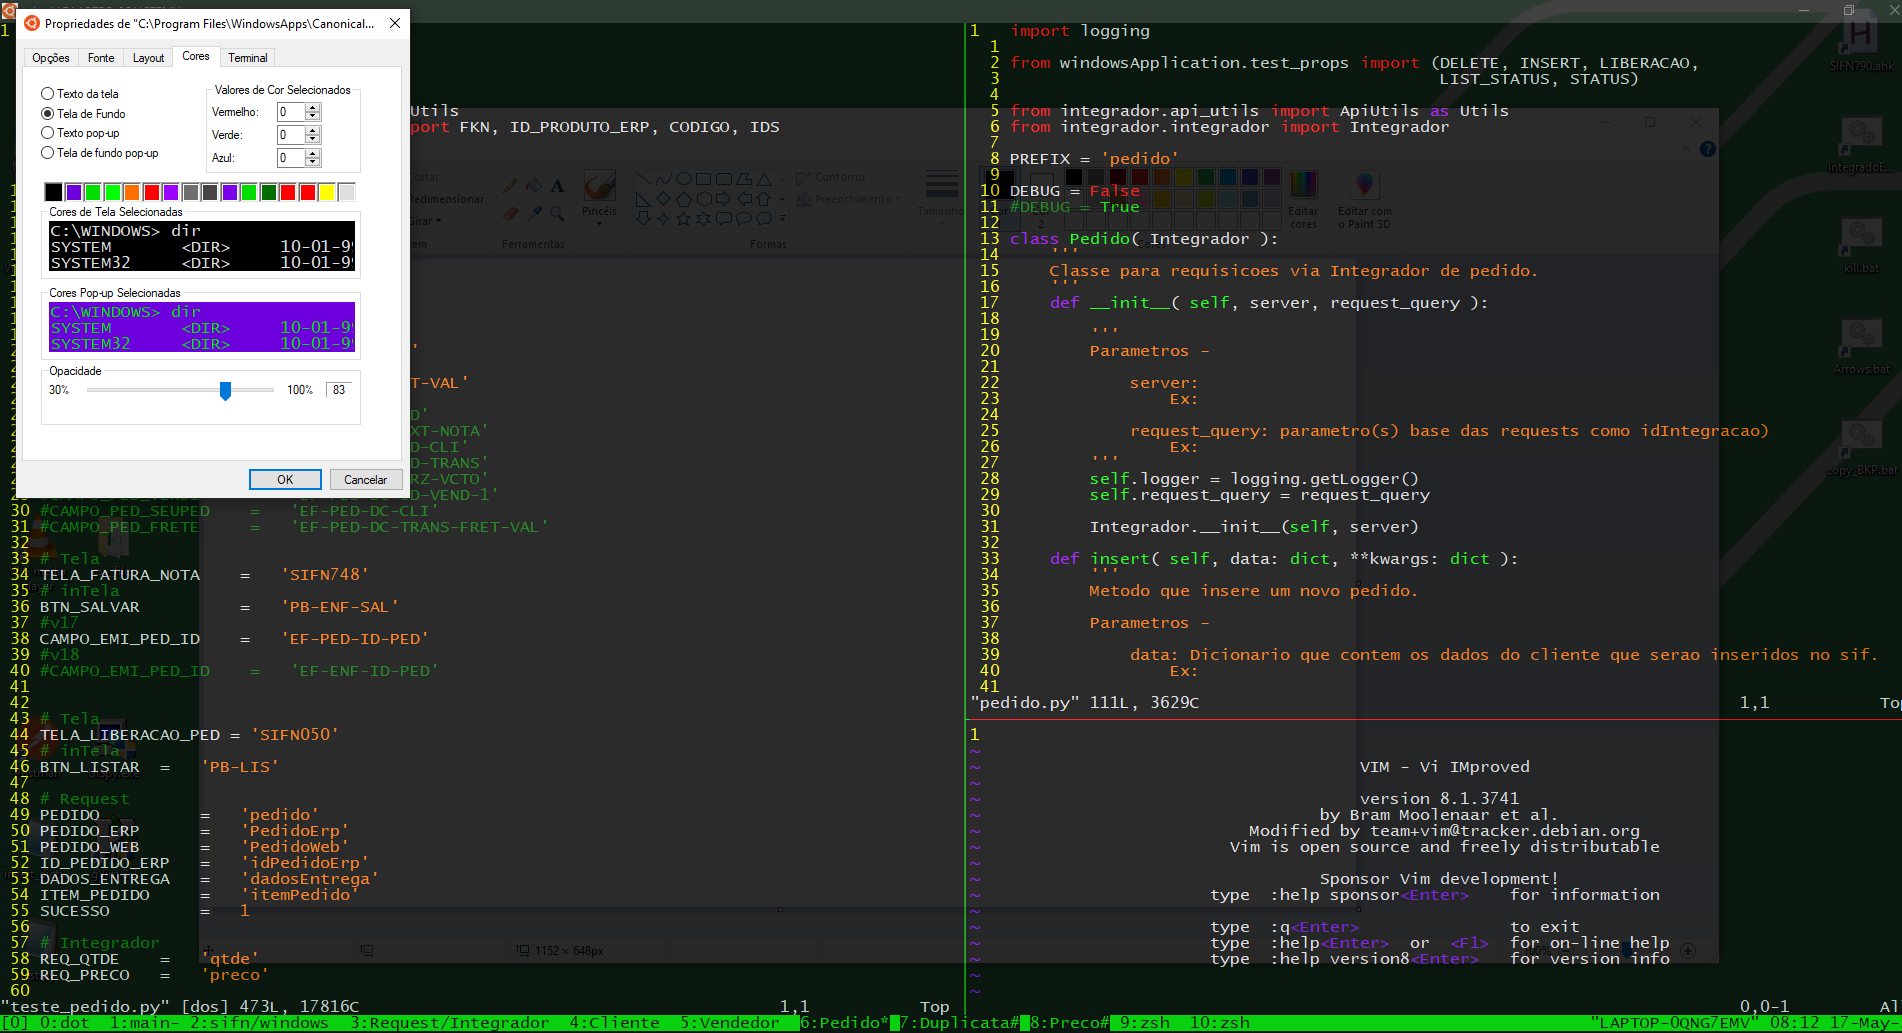 Propriedades de "C:\Program Files\WindowsApps\Canonical...
Opções Fonte Layout Cores Terminal
Texto da tela
Tela de Fundo
Texto pop-up
Tela de fundo pop-up
Valores de Cor Selecionados
Vermelho: 0
Verde: 0
Azul: 0
Cores de Tela Selecionadas
C:\WINDOWS> dir
SYSTEM <DIR> 10-01-9
SYSTEM32 <DIR> 10-01-9
Cores Pop-up Selecionadas
C:\WINDOWS> dir
SYSTEM <DIR> 10-01-9
SYSTEM32 <DIR> 10-01-9
Opacidade
30% 100% 83
OK Cancelar
1
Utils
port FKN, ID_PRODUTO_ERP, CODIGO, IDS
'
T-VAL'
D'
XT-NOTA'
D-CLI'
D-TRANS'
RZ-VCTO'
D-VEND-1'
30 #CAMPO_PED_SEUPED = 'EF-PED-DC-CLI'
31 #CAMPO_PED_FRETE = 'EF-PED-DC-TRANS-FRET-VAL'
32
33 # Tela
34 TELA_FATURA_NOTA = 'SIFN748'
35 # inTela
36 BTN_SALVAR = 'PB-ENF-SAL'
37 #v17
38 CAMPO_EMI_PED_ID = 'EF-PED-ID-PED'
39 #v18
40 #CAMPO_EMI_PED_ID = 'EF-ENF-ID-PED'
41
42
43 # Tela
44 TELA_LIBERACAO_PED = 'SIFN050'
45 # inTela
46 BTN_LISTAR = 'PB-LIS'
47
48 # Request
49 PEDIDO = 'pedido'
50 PEDIDO_ERP = 'PedidoErp'
51 PEDIDO_WEB = 'PedidoWeb'
52 ID_PEDIDO_ERP = 'idPedidoErp'
53 DADOS_ENTREGA = 'dadosEntrega'
54 ITEM_PEDIDO = 'itemPedido'
55 SUCESSO = 1
56
57 # Integrador
58 REQ_QTDE = 'qtde'
59 REQ_PRECO = 'preco'
60
"teste_pedido.py" [dos] 473L, 17816C 1,1 Top
1 import logging
1
2 from windowsApplication.test_props import (DELETE, INSERT, LIBERACAO,
3 LIST_STATUS, STATUS)
4
5 from integrador.api_utils import ApiUtils as Utils
6 from integrador.integrador import Integrador
7
8 PREFIX = 'pedido'
9
10 DEBUG = False
11 #DEBUG = True
12
13 class Pedido( Integrador ):
14 '''
15 Classe para requisicoes via Integrador de pedido.
16 '''
17 def __init__( self, server, request_query ):
18
19 '''
20 Parametros -
21
22 server:
23 Ex:
24
25 request_query: parametro(s) base das requests como idIntegracao)
26 Ex:
27 '''
28 self.logger = logging.getLogger()
29 self.request_query = request_query
30
31 Integrador.__init__(self, server)
32
33 def insert( self, data: dict, **kwargs: dict ):
34 '''
35 Metodo que insere um novo pedido.
36
37 Parametros -
38
39 data: Dicionario que contem os dados do cliente que serao inseridos no sif.
40 Ex:
41
"pedido.py" 111L, 3629C 1,1 Top
1
~
~ VIM - Vi IMproved
~
~ version 8.1.3741
~ by Bram Moolenaar et al.
~ Modified by team+vim@tracker.debian.org
~ Vim is open source and freely distributable
~
~ Sponsor Vim development!
~ type :help sponsor<Enter> for information
~
~ type :q<Enter> to exit
~ type :help<Enter> or <F1> for on-line help
~ type :help version8<Enter> for version info
~
~
0,0-1 All
[0] 0:dot 1:main- 2:sifn/windows 3:Request/Integrador 4:Cliente 5:Vendedor 6:Pedido* 7:Duplicata# 8:Preco# 9:zsh 10:zsh "LAPTOP-0QNG7EMV" 08:12 17-May-
Redimensionar
Girar
Ferramentas
Pincéis
Formas
Contorno
Preenchimento
Tamanho
Editar cores
Editar com o Paint 3D
1152 × 648px
SIFN790.ahk
IntegradoE...
kill.bat
Arrows.bat
copy_BKP.bat